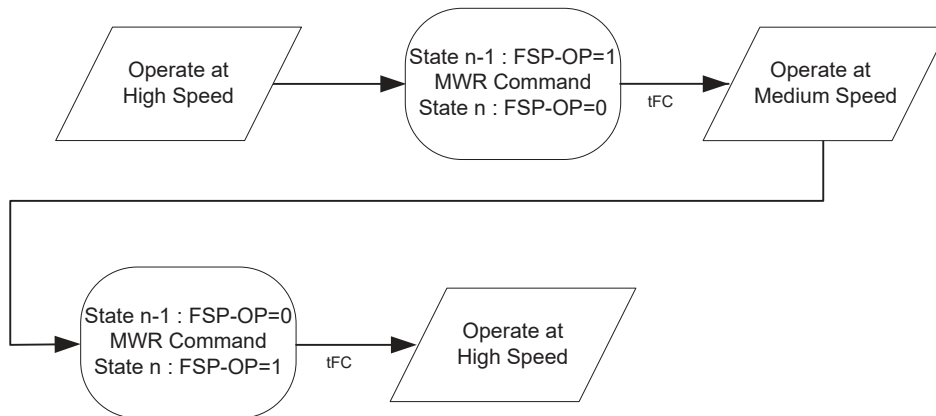 Operate at
High Speed
State n-1 : FSP-OP=1
MWR Command
State n : FSP-OP=0
tFC
Operate at
Medium Speed
State n-1 : FSP-OP=0
MWR Command
State n : FSP-OP=1
tFC
Operate at
High Speed